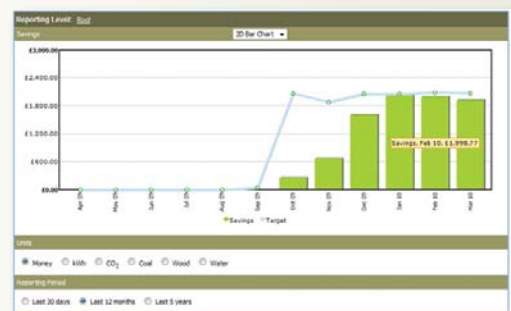 Reporting Level: Root
Savings
2D Bar Chart
£3,000.00
£2,400.00
£1,800.00
£1,200.00
£600.00
£0.00
Apr 09
May 09
Jun 09
Jul 09
Aug 09
Sep 09
Oct 09
Nov 09
Dec 09
Jan 10
Feb 10
Mar 10
Savings, Feb 10, £1,998.77
Savings Target
Units
Money kWh CO2 Coal Wood Water
Reporting Period
Last 30 days Last 12 months Last 5 years